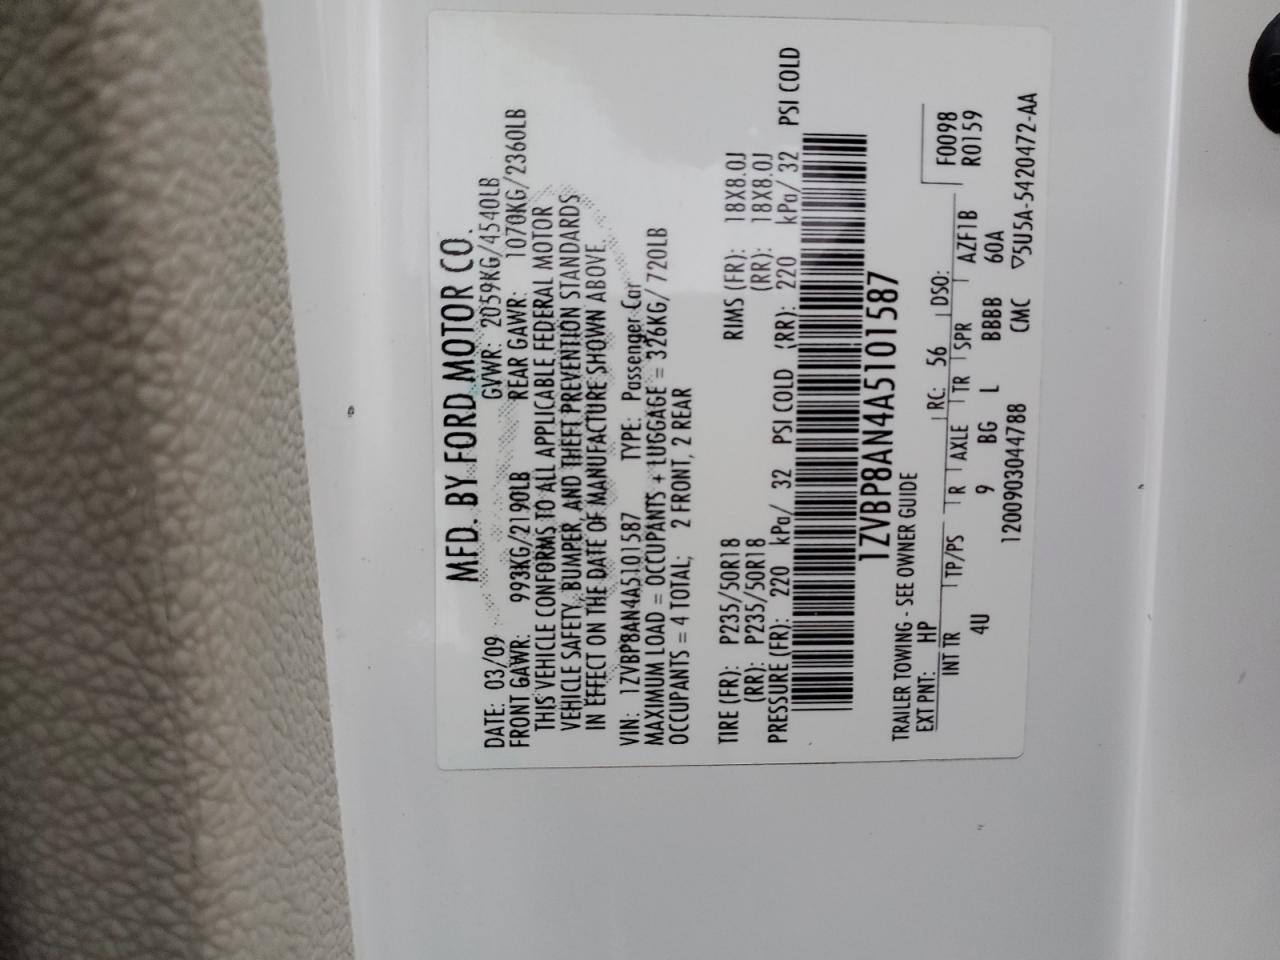 MFD. BY FORD MOTOR CO.
DATE: 03/09 GVWR: 2059KG/4540LB
FRONT GAWR: 993KG/2190LB REAR GAWR: 1070KG/2360LB
THIS VEHICLE CONFORMS TO ALL APPLICABLE FEDERAL MOTOR
VEHICLE SAFETY, BUMPER, AND THEFT PREVENTION STANDARDS
IN EFFECT ON THE DATE OF MANUFACTURE SHOWN ABOVE.
VIN: 1ZVBP8AN4A5101587 TYPE: Passenger Car
MAXIMUM LOAD = OCCUPANTS + LUGGAGE = 326KG/ 720LB
OCCUPANTS = 4 TOTAL; 2 FRONT, 2 REAR
TIRE (FR): P235/50R18 RIMS (FR): 18X8.0J
(RR): P235/50R18 (RR): 18X8.0J
PRESSURE (FR): 220 kPa/ 32 PSI COLD (RR): 220 kPa/ 32 PSI COLD
1ZVBP8AN4A5101587
TRAILER TOWING - SEE OWNER GUIDE
EXT PNT: HP RC: 56 DSO: F0098
INT TR TP/PS R AXLE TR SPR AZF1B R0159
4U 9 BG L BBBB 60A
1200903044788 CMC ▽5U5A-5420472-AA